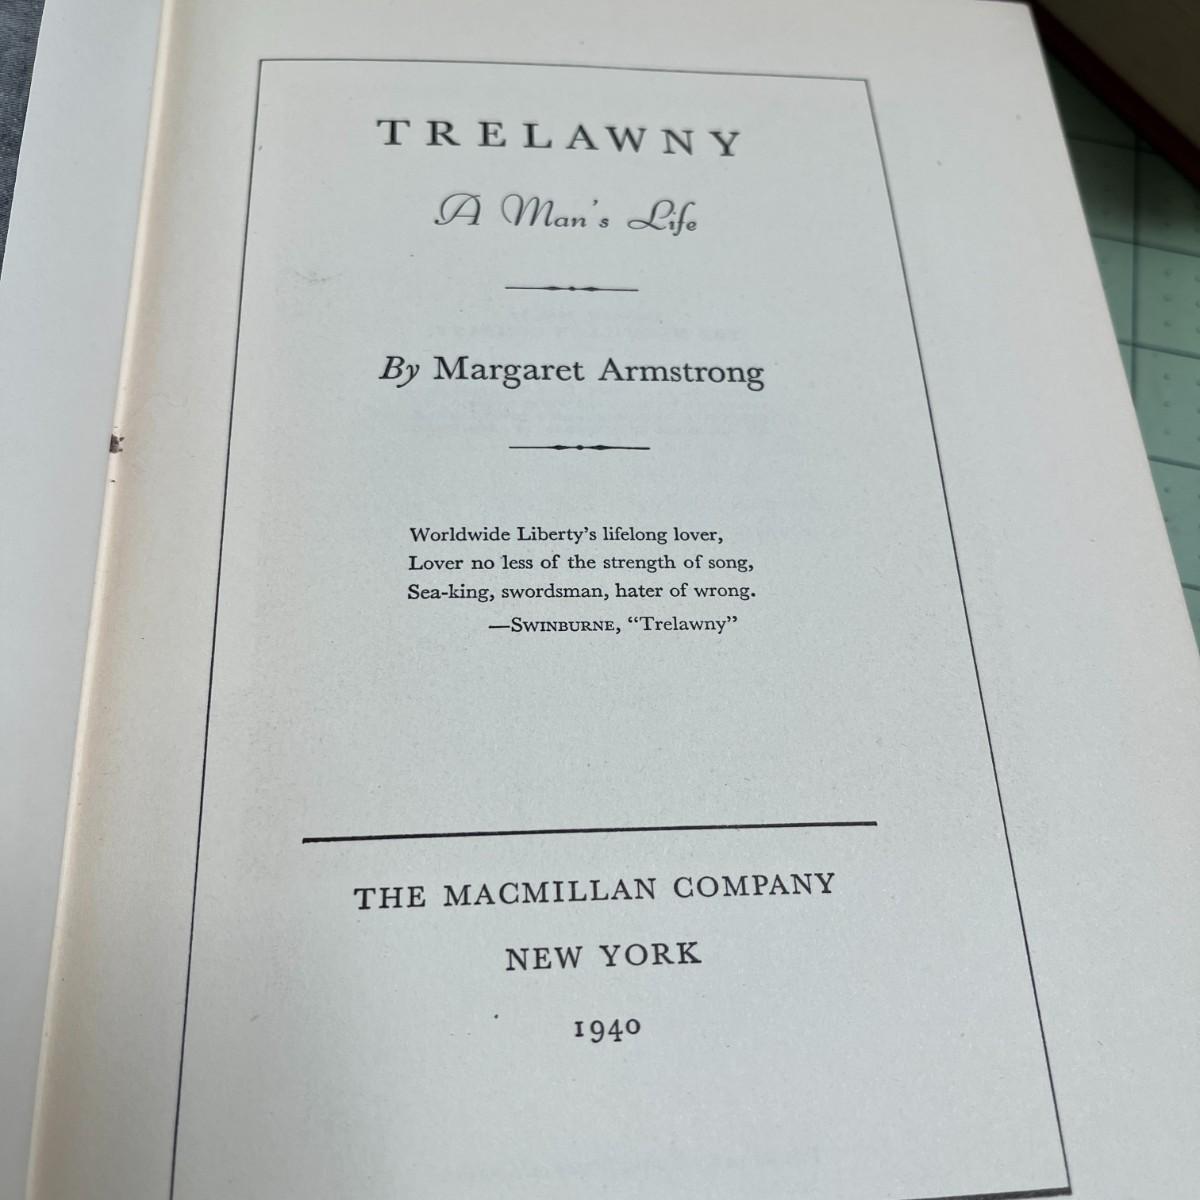 TRELAWNY
A Man's Life
By Margaret Armstrong
Worldwide Liberty's lifelong lover,
Lover no less of the strength of song,
Sea-king, swordsman, hater of wrong.
—SWINBURNE, "Trelawny"
THE MACMILLAN COMPANY
NEW YORK
1940